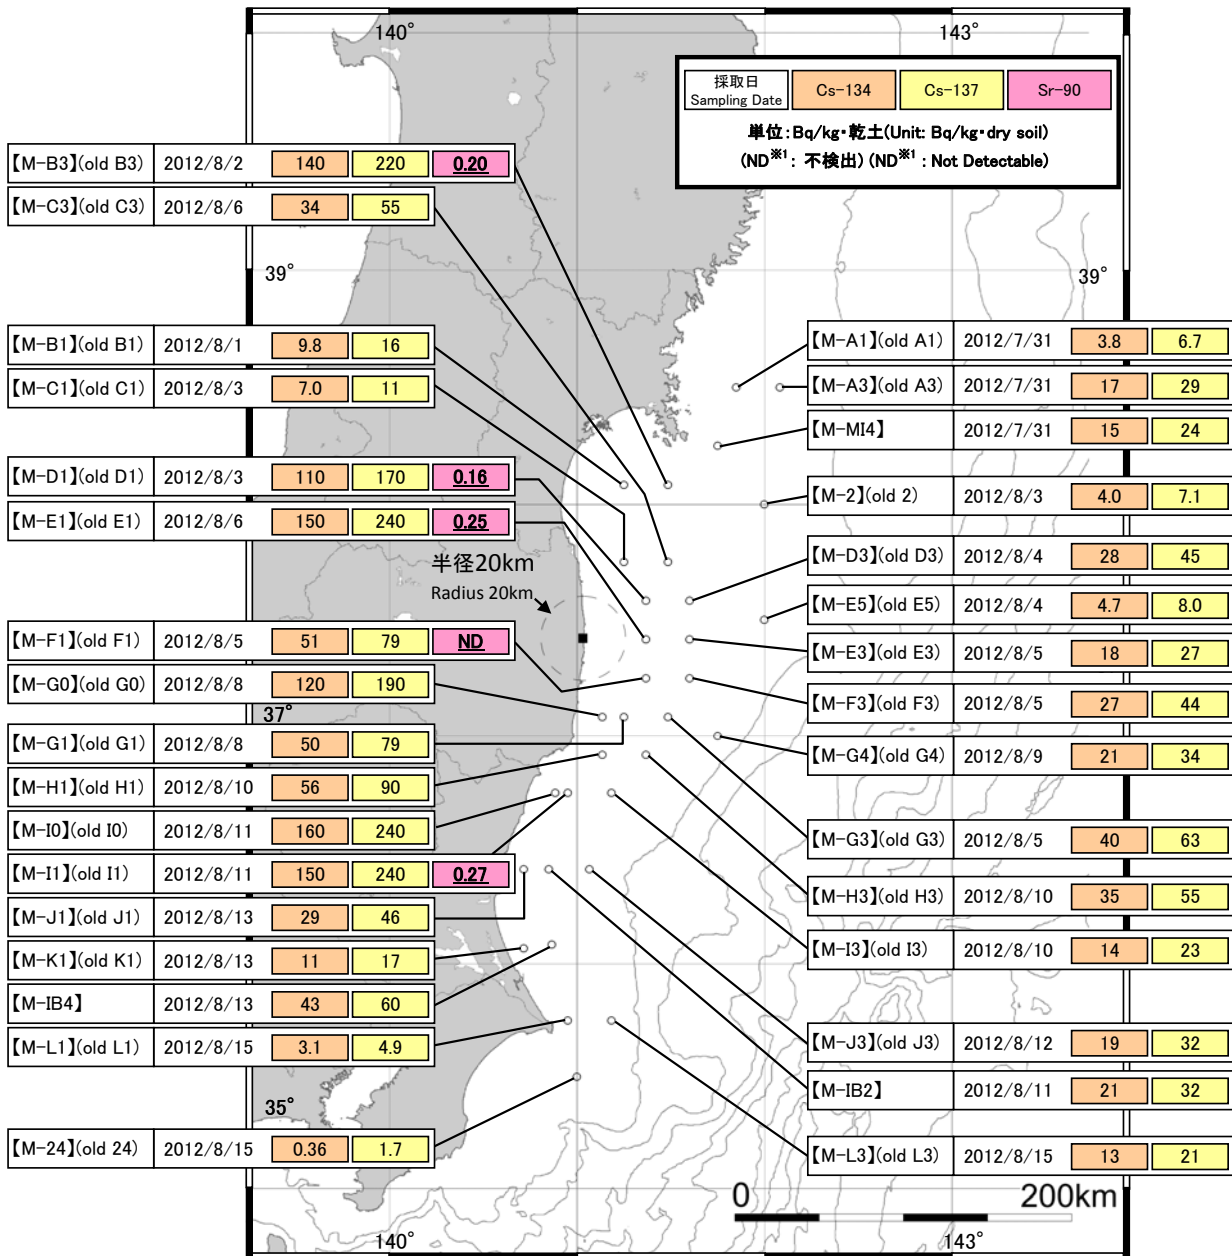 140°
143°
採取日
Sampling Date
Cs-134
Cs-137
Sr-90
単位:Bq/kg・乾土(Unit: Bq/kg・dry soil)
(ND※1 : 不検出) (ND※1 : Not Detectable)
【M-B3】(old B3) 2012/8/2 140 220 0.20
【M-C3】(old C3) 2012/8/6 34 55
39°
39°
【M-B1】(old B1) 2012/8/1 9.8 16
【M-C1】(old C1) 2012/8/3 7.0 11
【M-D1】(old D1) 2012/8/3 110 170 0.16
【M-E1】(old E1) 2012/8/6 150 240 0.25
半径20km
Radius 20km
【M-F1】(old F1) 2012/8/5 51 79 ND
【M-G0】(old G0) 2012/8/8 120 190
37°
【M-G1】(old G1) 2012/8/8 50 79
【M-H1】(old H1) 2012/8/10 56 90
【M-I0】(old I0) 2012/8/11 160 240
【M-I1】(old I1) 2012/8/11 150 240 0.27
【M-J1】(old J1) 2012/8/13 29 46
【M-K1】(old K1) 2012/8/13 11 17
【M-IB4】 2012/8/13 43 60
【M-L1】(old L1) 2012/8/15 3.1 4.9
35°
【M-24】(old 24) 2012/8/15 0.36 1.7
【M-A1】(old A1) 2012/7/31 3.8 6.7
【M-A3】(old A3) 2012/7/31 17 29
【M-MI4】 2012/7/31 15 24
【M-2】(old 2) 2012/8/3 4.0 7.1
【M-D3】(old D3) 2012/8/4 28 45
【M-E5】(old E5) 2012/8/4 4.7 8.0
【M-E3】(old E3) 2012/8/5 18 27
【M-F3】(old F3) 2012/8/5 27 44
【M-G4】(old G4) 2012/8/9 21 34
【M-G3】(old G3) 2012/8/5 40 63
【M-H3】(old H3) 2012/8/10 35 55
【M-I3】(old I3) 2012/8/10 14 23
【M-J3】(old J3) 2012/8/12 19 32
【M-IB2】 2012/8/11 21 32
【M-L3】(old L3) 2012/8/15 13 21
0 200km
140°
143°